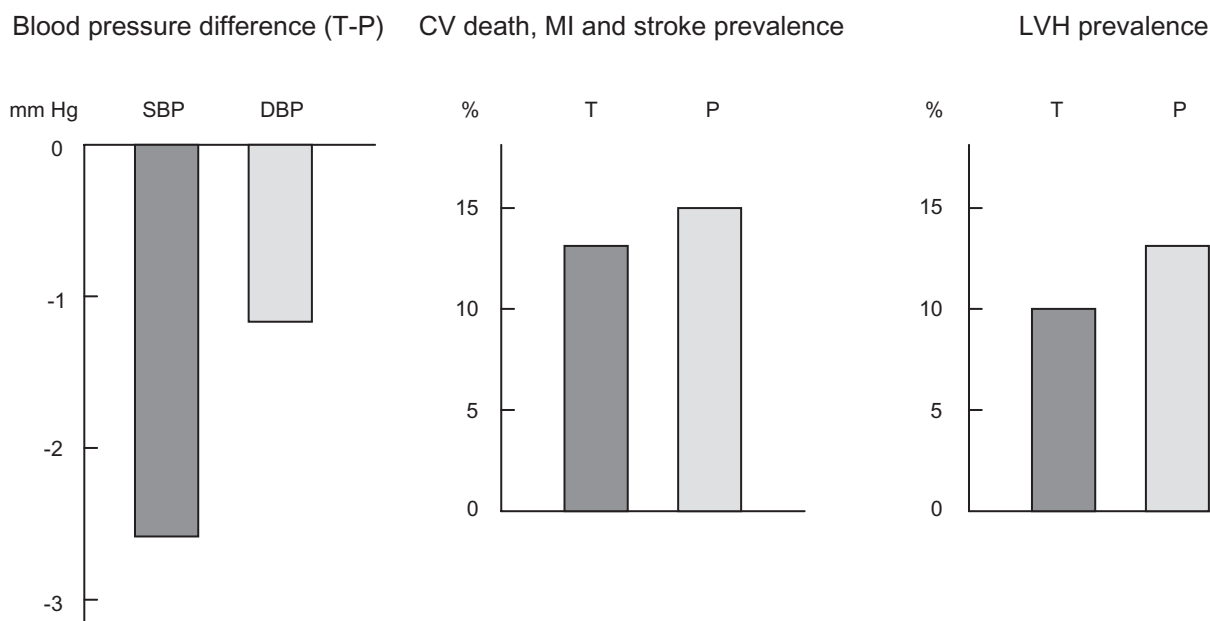 Blood pressure difference (T-P)
CV death, MI and stroke prevalence
LVH prevalence
mm Hg SBP DBP
0
-1
-2
-3
% T P
15
10
5
0
% T P
15
10
5
0